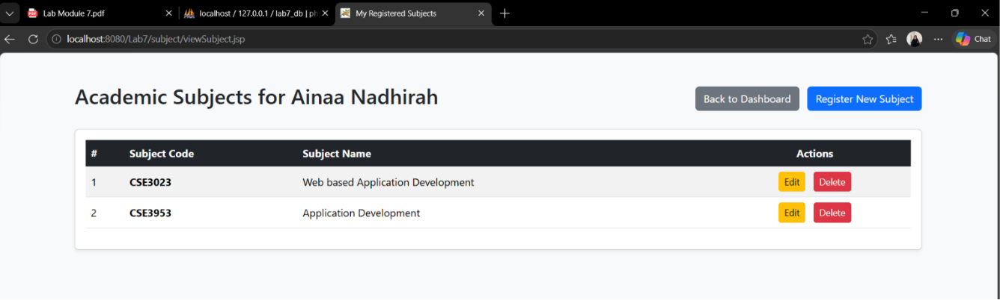 Lab Module 7.pdf
localhost / 127.0.0.1 / lab7_db | ph
My Registered Subjects
localhost:8080/Lab7/subject/viewSubject.jsp
Chat
Academic Subjects for Ainaa Nadhirah
Back to Dashboard
Register New Subject
# Subject Code Subject Name Actions
1 CSE3023 Web based Application Development Edit Delete
2 CSE3953 Application Development Edit Delete